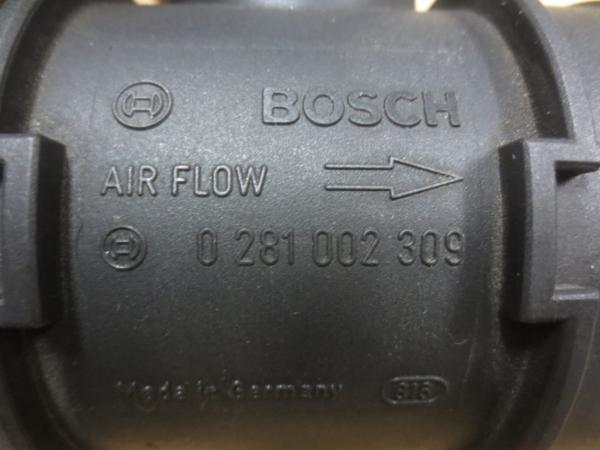 BOSCH
AIR FLOW
0 281 002 309
Made in Germany